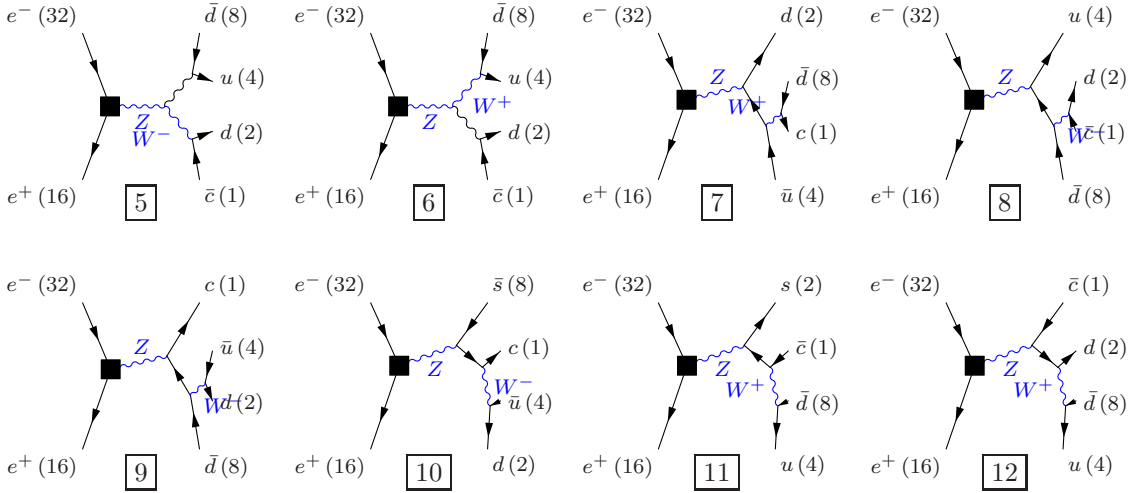 e⁻ (32) d̄ (8) e⁻ (32) d̄ (8) e⁻ (32) d (2) e⁻ (32) u (4)
u (4) u (4) Z d̄ (8) Z d (2)
Z W⁺ W⁺
W⁻ d (2) Z d (2) c (1) W⁻ c̄ (1)
e⁺ (16) c̄ (1) e⁺ (16) c̄ (1) e⁺ (16) ū (4) e⁺ (16) d̄ (8)
5 6 7 8
e⁻ (32) c (1) e⁻ (32) s̄ (8) e⁻ (32) s (2) e⁻ (32) c̄ (1)
Z ū (4) c (1) c̄ (1) d (2)
Z Z Z
W⁻ d (2) W⁻ ū (4) W⁺ d̄ (8) W⁺ d̄ (8)
e⁺ (16) d̄ (8) e⁺ (16) d (2) e⁺ (16) u (4) e⁺ (16) u (4)
9 10 11 12